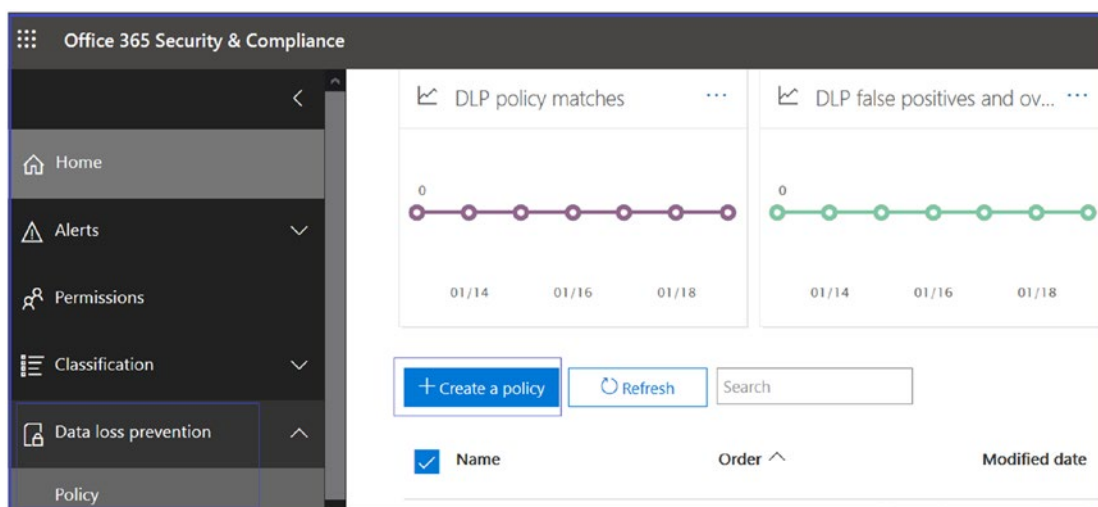 Office 365 Security & Compliance
Home
Alerts
Permissions
Classification
Data loss prevention
Policy
DLP policy matches ...
0
01/14 01/16 01/18
DLP false positives and ov... ...
0
01/14 01/16 01/18
+ Create a policy
Refresh
Search
Name Order Modified date